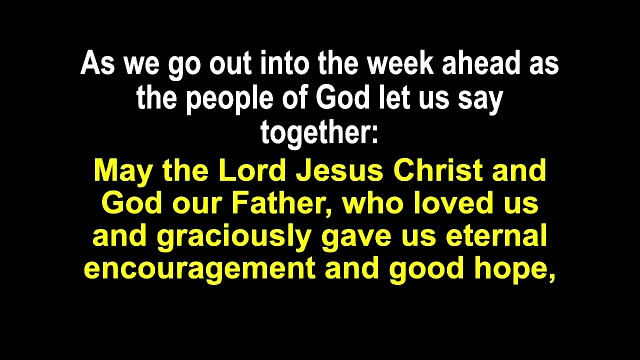 As we go out into the week ahead as
the people of God let us say
together:
May the Lord Jesus Christ and
God our Father, who loved us
and graciously gave us eternal
encouragement and good hope,